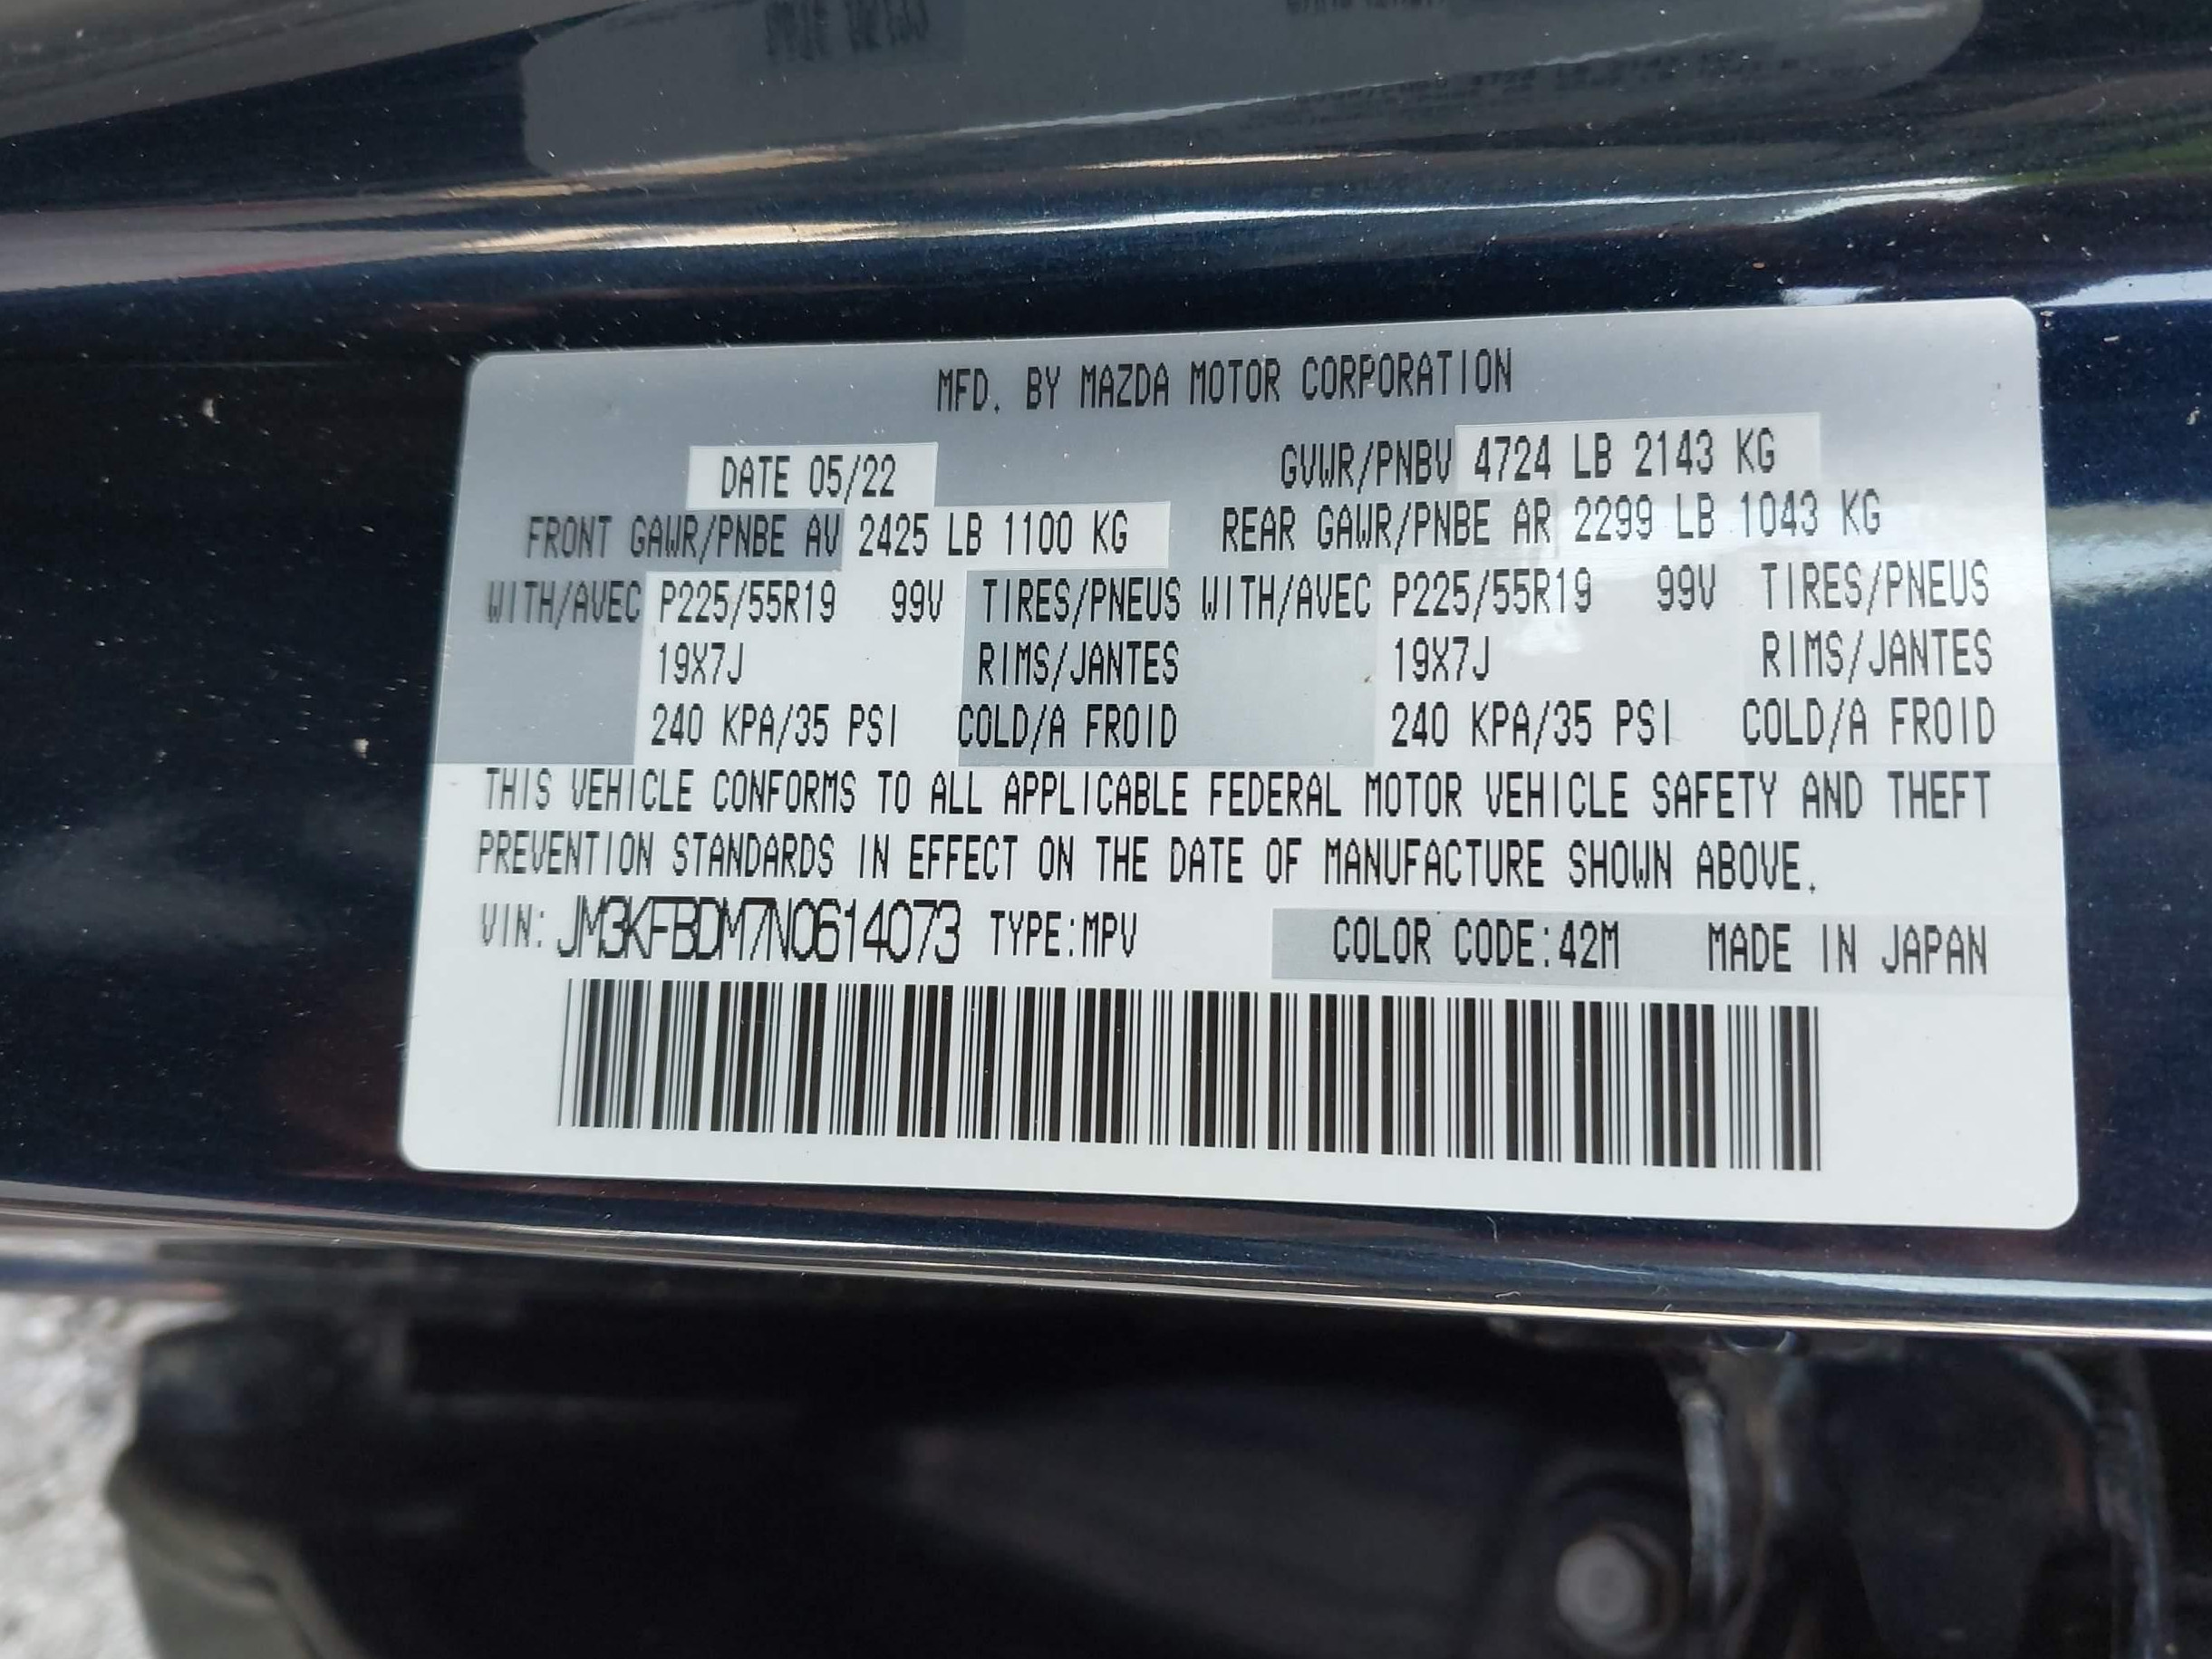 MFD. BY MAZDA MOTOR CORPORATION
DATE 05/22 GVWR/PNBV 4724 LB 2143 KG
FRONT GAWR/PNBE AV 2425 LB 1100 KG REAR GAWR/PNBE AR 2299 LB 1043 KG
WITH/AVEC P225/55R19 99V TIRES/PNEUS WITH/AVEC P225/55R19 99V TIRES/PNEUS
19X7J RIMS/JANTES 19X7J RIMS/JANTES
240 KPA/35 PSI COLD/A FROID 240 KPA/35 PSI COLD/A FROID
THIS VEHICLE CONFORMS TO ALL APPLICABLE FEDERAL MOTOR VEHICLE SAFETY AND THEFT
PREVENTION STANDARDS IN EFFECT ON THE DATE OF MANUFACTURE SHOWN ABOVE.
VIN: JM3KFBDM7N0614073 TYPE:MPV COLOR CODE:42M MADE IN JAPAN